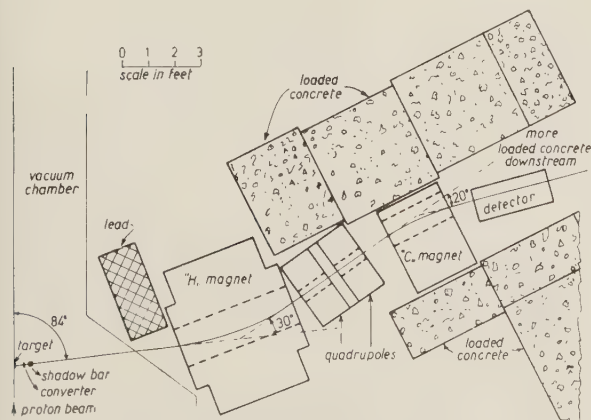 0 1 2 3
scale in feet
loaded
concrete
more
loaded concrete
downstream
vacuum
chamber
20°
detector
lead
"H" magnet
"C" magnet
84°
30°
target
quadrupoles
loaded
concrete
shadow bar
converter
proton beam